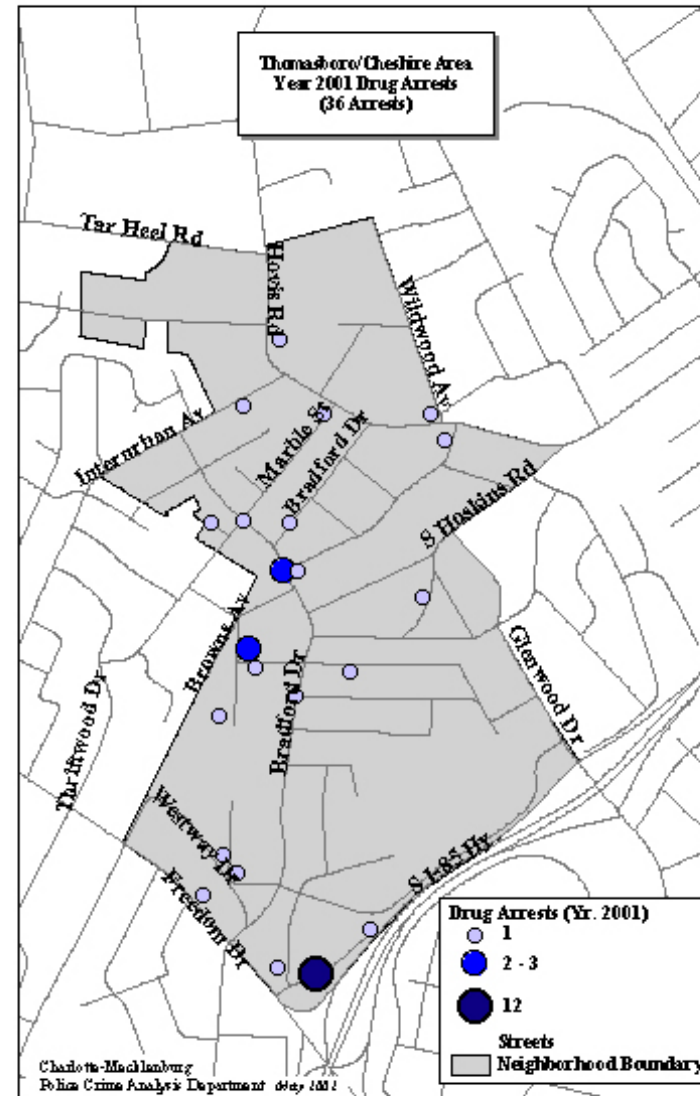 Thomasboro/Cheshire Area
Year 2001 Drug Arrests
(36 Arrests)
Tar Heel Rd
Hovis Rd
Wildwood Av
Interurban Av
Marble St
Bradford Dr
S Hoskins Rd
Browns Av
Glenwood Dr
Bradford Dr
Thriftwood Dr
Westway Dr
Freedom Dr
S I-85 Hy
Drug Arrests (Yr. 2001)
1
2 - 3
12
Streets
Neighborhood Boundary
Charlotte-Mecklenburg
Police Crime Analysis Department